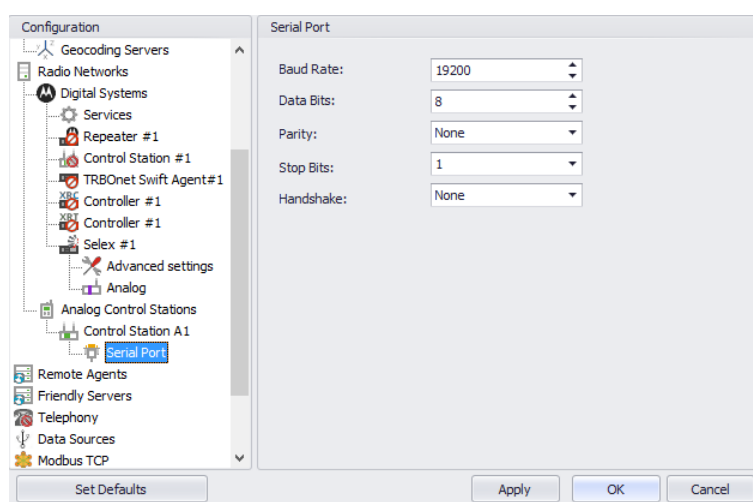 Configuration
Geocoding Servers
Radio Networks
Digital Systems
Services
Repeater #1
Control Station #1
TRBOnet Swift Agent#1
XRC
Controller #1
XRT
Controller #1
Selex #1
Advanced settings
Analog
Analog Control Stations
Control Station A1
Serial Port
Remote Agents
Friendly Servers
Telephony
Data Sources
Modbus TCP
Set Defaults
Serial Port
Baud Rate: 19200
Data Bits: 8
Parity: None
Stop Bits: 1
Handshake: None
Apply OK Cancel